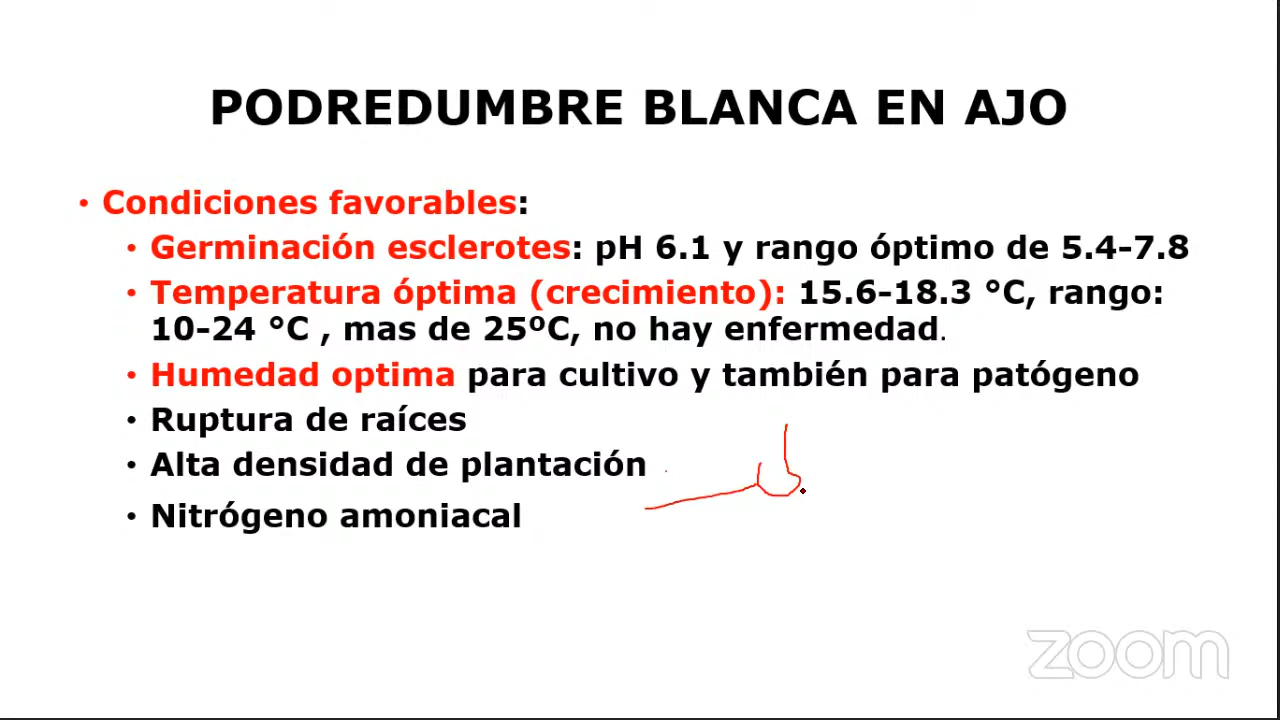 PODREDUMBRE BLANCA EN AJO
• Condiciones favorables:
• Germinación esclerotes: pH 6.1 y rango óptimo de 5.4-7.8
• Temperatura óptima (crecimiento): 15.6-18.3 °C, rango:
10-24 °C , mas de 25ºC, no hay enfermedad.
• Humedad optima para cultivo y también para patógeno
• Ruptura de raíces
• Alta densidad de plantación
• Nitrógeno amoniacal
zoom